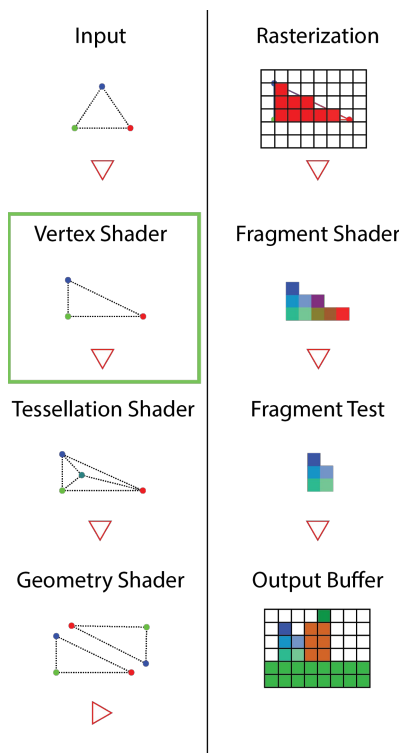 Input
Vertex Shader
Tessellation Shader
Geometry Shader
Rasterization
Fragment Shader
Fragment Test
Output Buffer